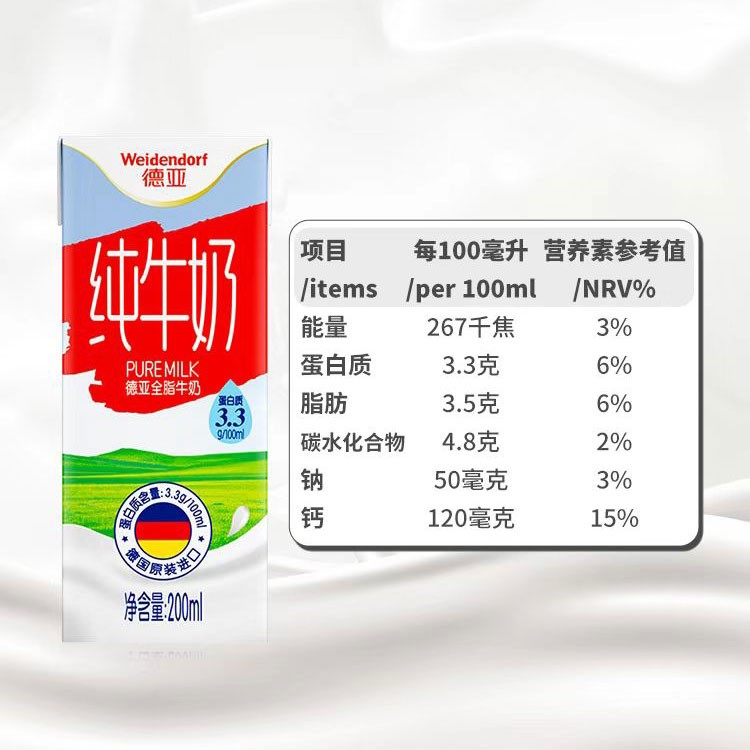 Weidendorf
德亚
纯牛奶
PURE MILK
德亚全脂牛奶
蛋白质
3.3
g/100ml
蛋白质含量:3.3g/100ml
德国原装进口
净含量:200ml
项目 每100毫升 营养素参考值
/items /per 100ml /NRV%
能量 267千焦 3%
蛋白质 3.3克 6%
脂肪 3.5克 6%
碳水化合物 4.8克 2%
钠 50毫克 3%
钙 120毫克 15%